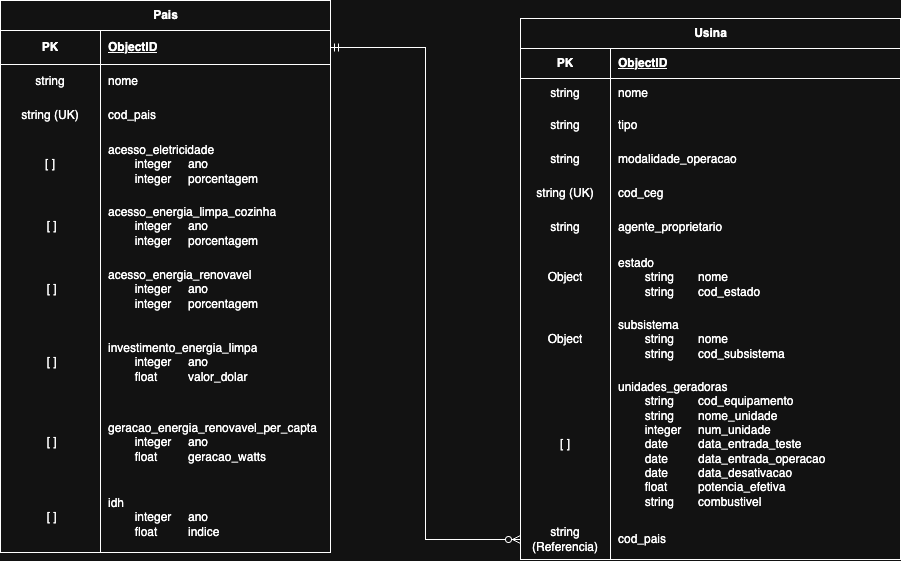 Pais
PK ObjectID
string nome
string (UK) cod_pais
[ ] acesso_eletricidade
integer ano
integer porcentagem
[ ] acesso_energia_limpa_cozinha
integer ano
integer porcentagem
[ ] acesso_energia_renovavel
integer ano
integer porcentagem
[ ] investimento_energia_limpa
integer ano
float valor_dolar
[ ] geracao_energia_renovavel_per_capta
integer ano
float geracao_watts
[ ] idh
integer ano
float indice
Usina
PK ObjectID
string nome
string tipo
string modalidade_operacao
string (UK) cod_ceg
string agente_proprietario
Object estado
string nome
string cod_estado
Object subsistema
string nome
string cod_subsistema
[ ] unidades_geradoras
string cod_equipamento
string nome_unidade
integer num_unidade
date data_entrada_teste
date data_entrada_operacao
date data_desativacao
float potencia_efetiva
string combustivel
string (Referencia) cod_pais